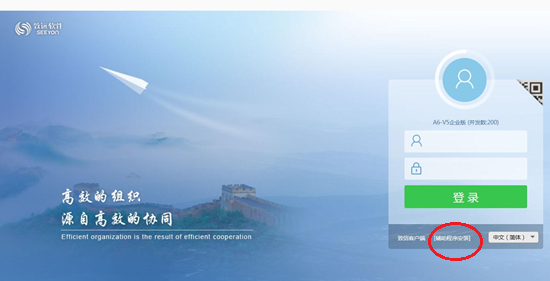 致远软件
SEEYON
A6-V5企业版 (并发数:200)
登录
高效的组织
源自高效的协同
Efficient organization is the result of efficient cooperation
致信客户端
[辅助程序安装]
中文（简体）